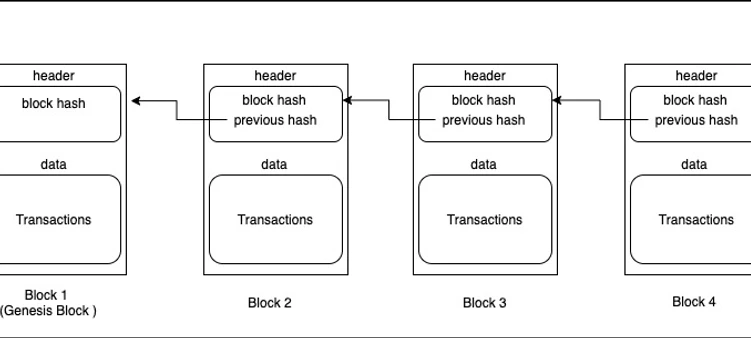 header
block hash
data
Transactions
Block 1
(Genesis Block )
header
block hash
previous hash
data
Transactions
Block 2
header
block hash
previous hash
data
Transactions
Block 3
header
block hash
previous hash
data
Transactions
Block 4